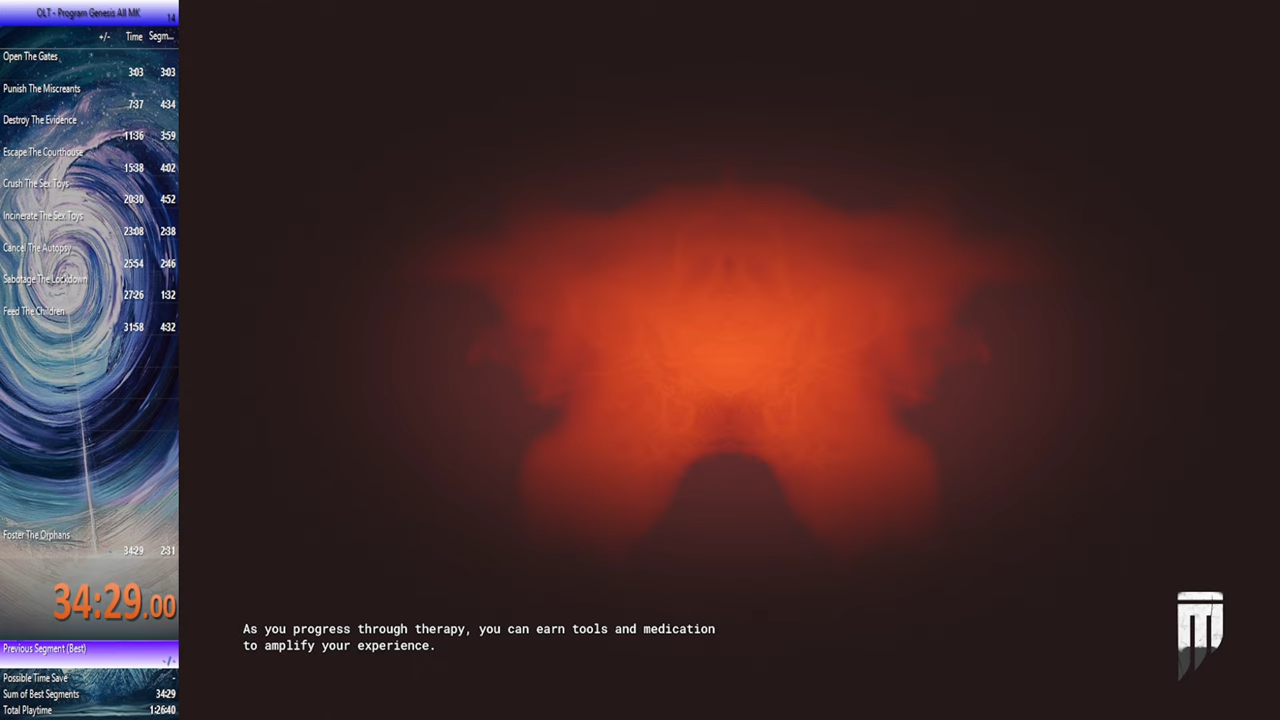 OLT - Program Genesis All MK
14
+/- Time Segm...
Open The Gates
3:03 3:03
Punish The Miscreants
7:37 4:34
Destroy The Evidence
11:36 3:59
Escape The Courthouse
15:38 4:02
Crush The Sex Toys
20:30 4:52
Incinerate The Sex Toys
23:08 2:38
Cancel The Autopsy
25:54 2:46
Sabotage The Lockdown
27:26 1:32
Feed The Children
31:58 4:32
Foster The Orphans
34:29 2:31
34:29.00
Previous Segment (Best)
-/-
Possible Time Save -
Sum of Best Segments 34:29
Total Playtime 1:26:40
As you progress through therapy, you can earn tools and medication
to amplify your experience.